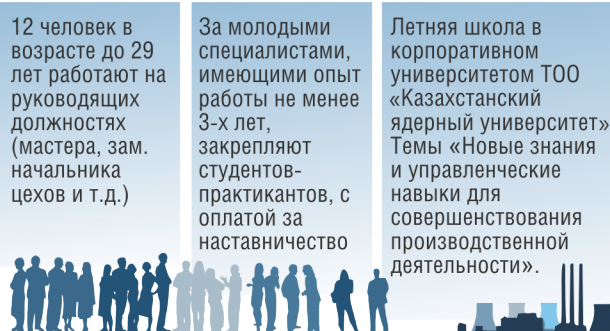 12 человек в
возрасте до 29
лет работают на
руководящих
должностях
(мастера, зам.
начальника
цехов и т.д.)
За молодыми
специалистами,
имеющими опыт
работы не менее
3-х лет,
закрепляют
студентов-
практикантов, с
оплатой за
наставничество
Летняя школа в
корпоративном
университетом ТОО
«Казахстанский
ядерный университет»
Темы «Новые знания
и управленческие
навыки для
совершенствования
производственной
деятельности».